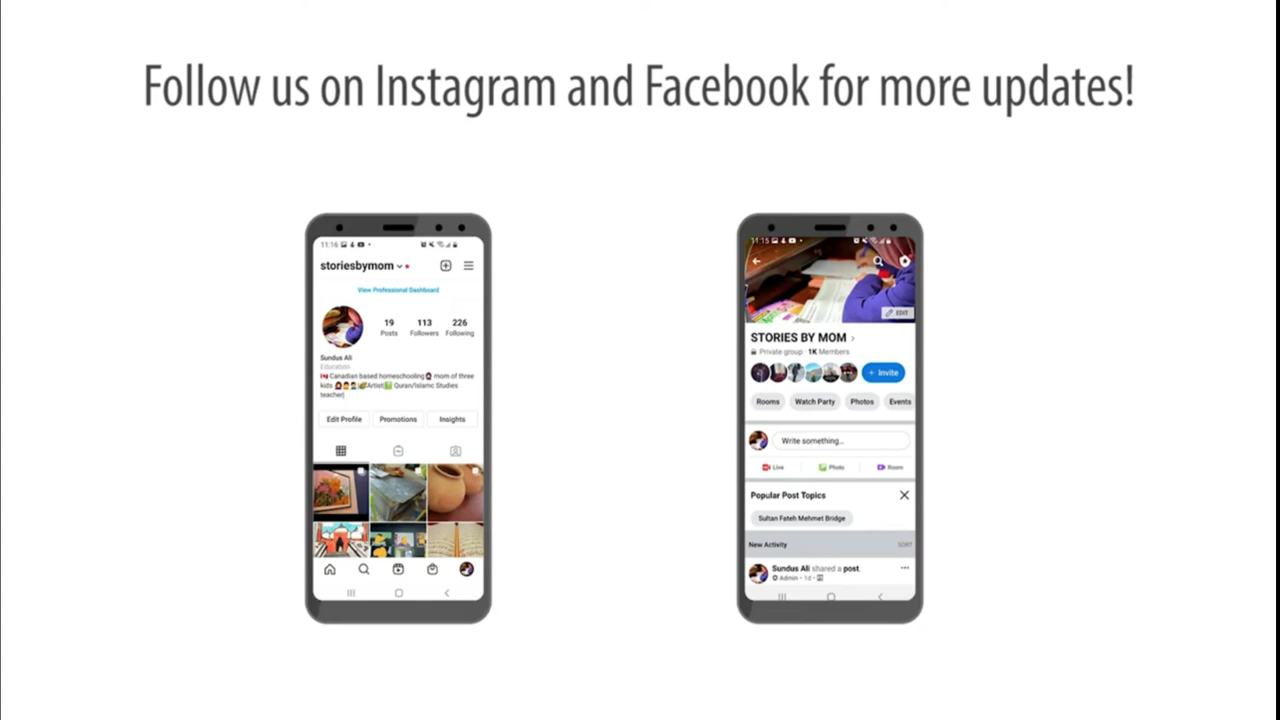 Follow us on Instagram and Facebook for more updates!
11:16
storiesbymom
View Professional Dashboard
19 113 226
Posts Followers Following
Sundus Ali
Education
Canadian based homeschooling mom of three
kids Artist Quran/Islamc Studies
teacher|
Edit Profile Promotions Insights
11:15
EDIT
STORIES BY MOM
Private group · 1K Members
+ Invite
Rooms Watch Party Photos Events
Write something...
Live Photo Room
Popular Post Topics
Sultan Fateh Mehmet Bridge
New Activity SORT
Sundus Ali shared a post.
Admin · 1d